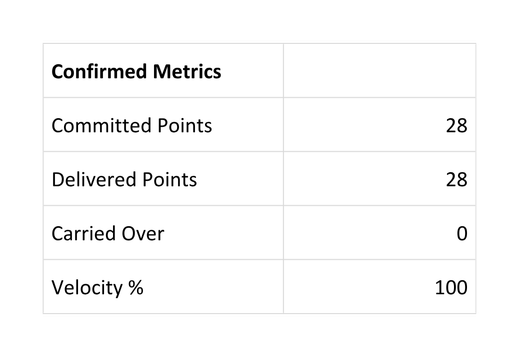 Confirmed Metrics
Committed Points 28
Delivered Points 28
Carried Over 0
Velocity % 100